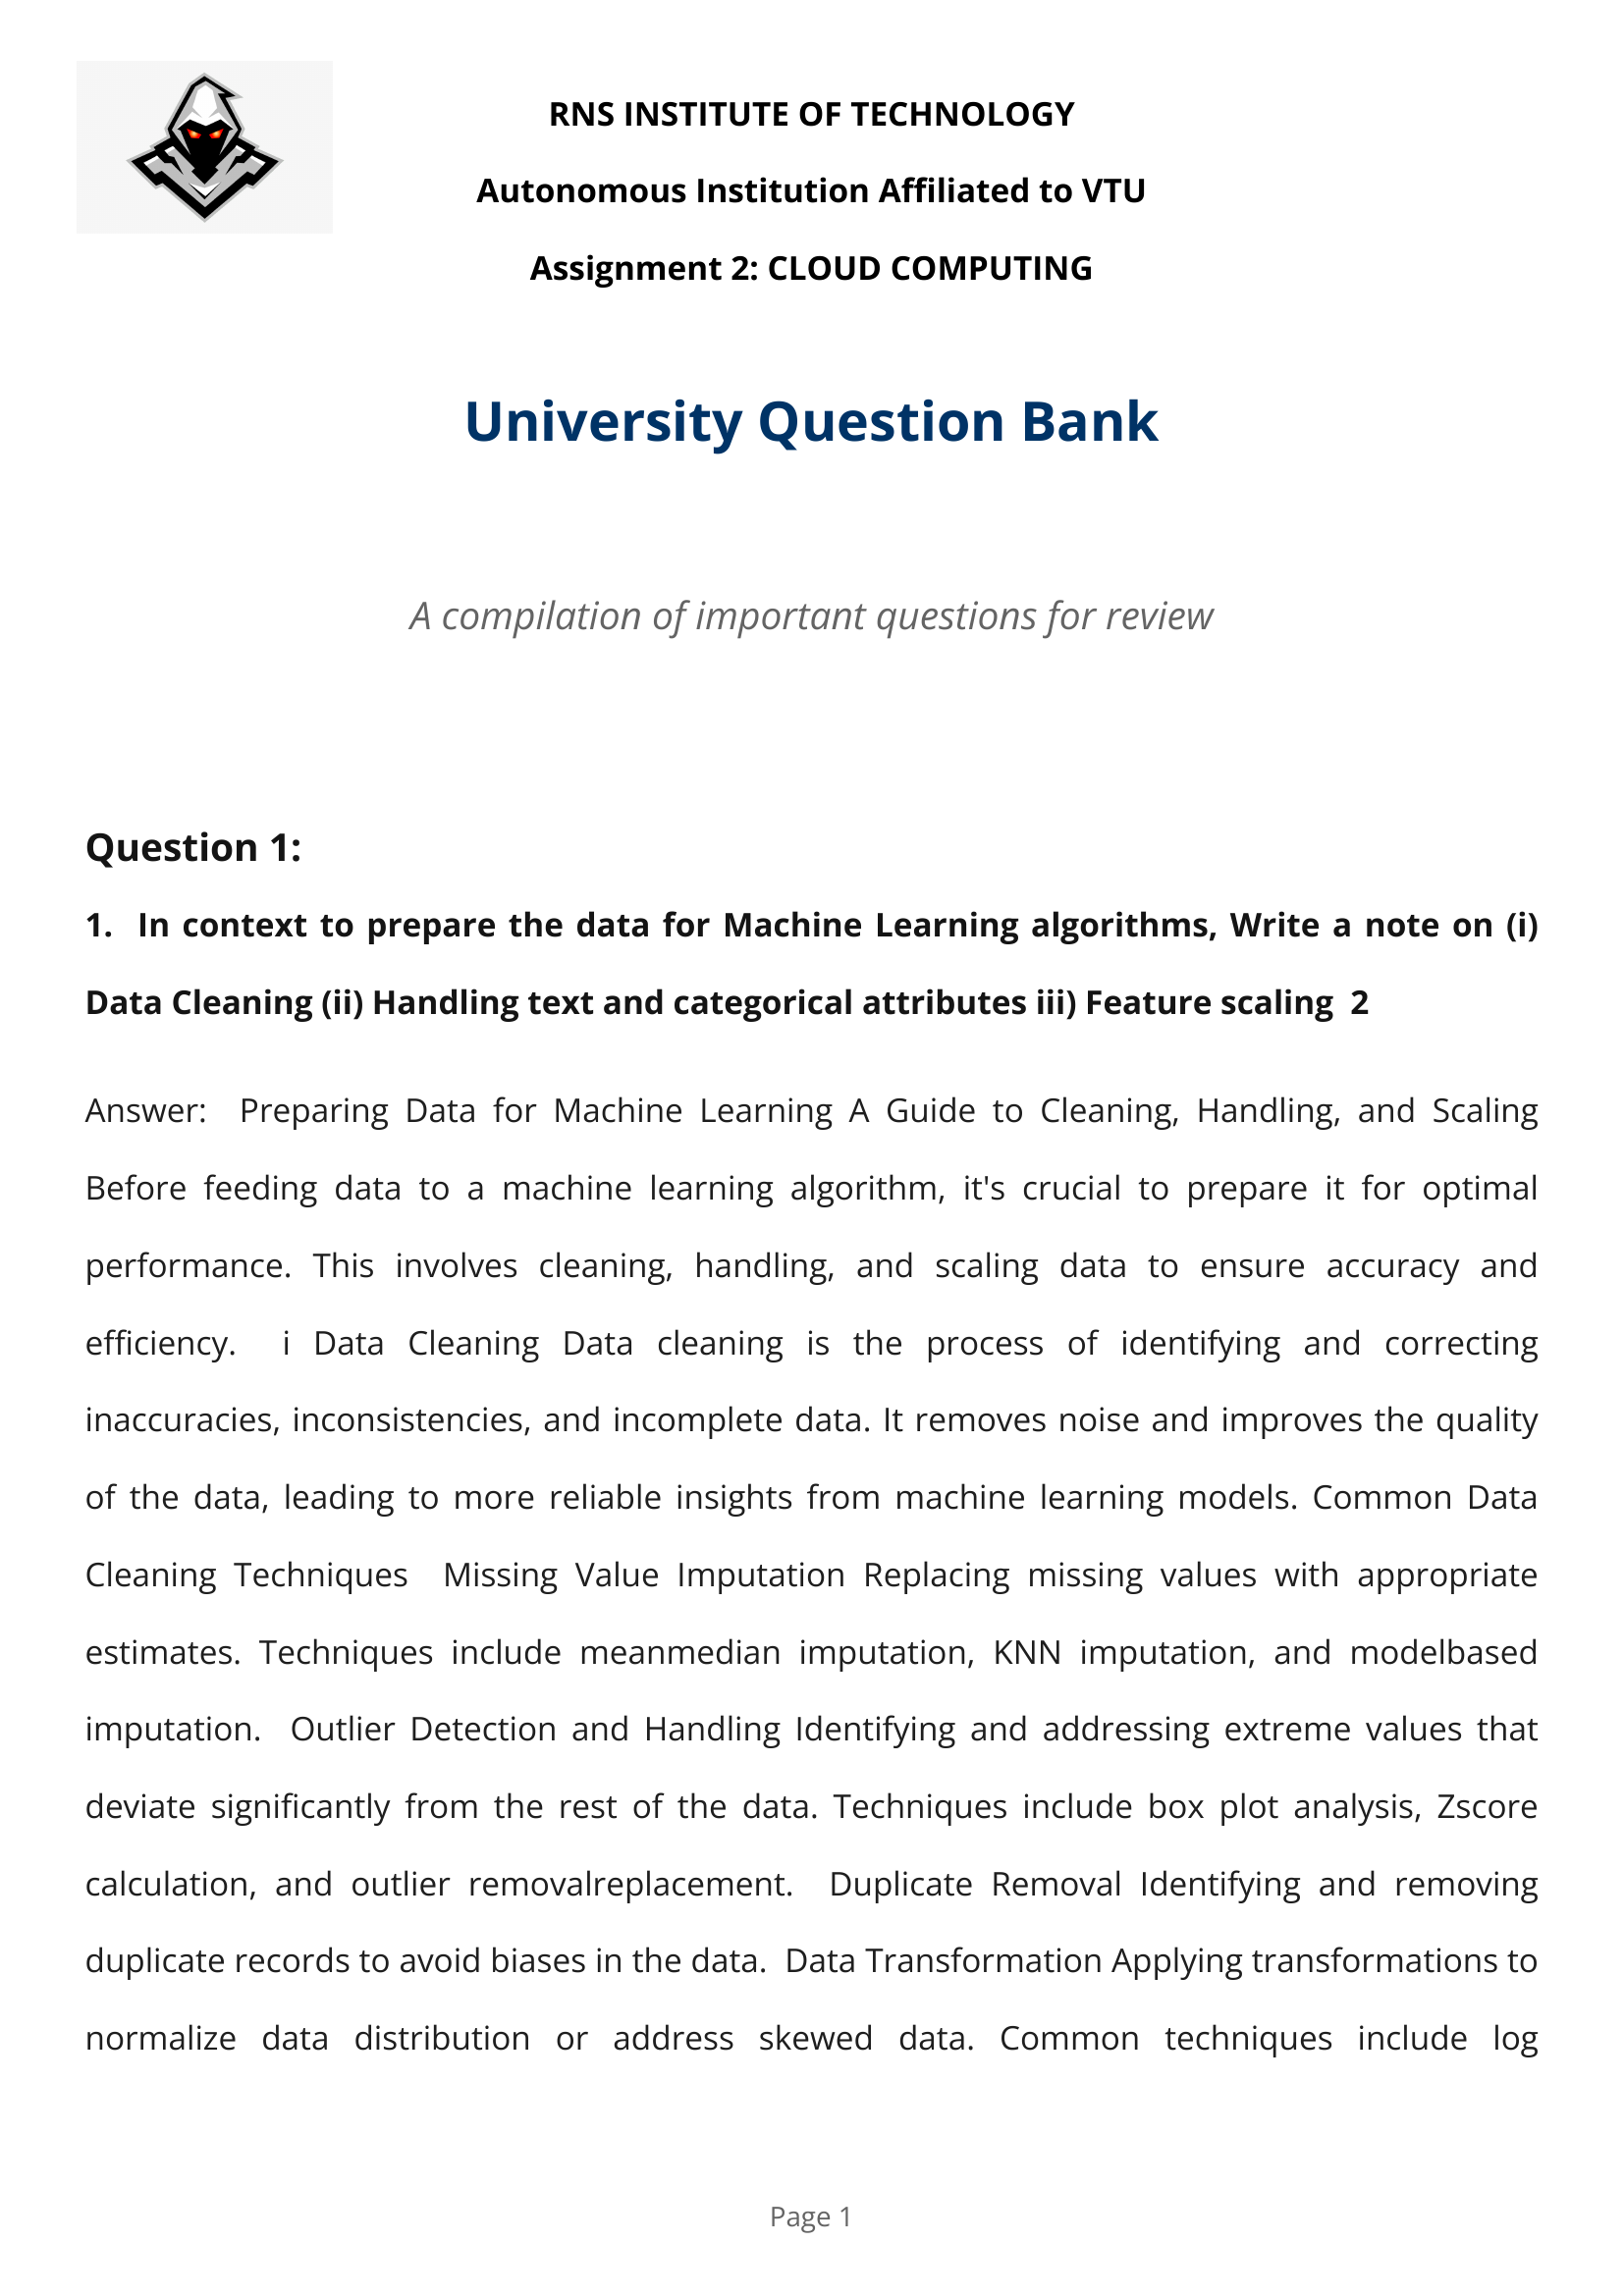 RNS INSTITUTE OF TECHNOLOGY
Autonomous Institution Affiliated to VTU
Assignment 2: CLOUD COMPUTING
University Question Bank
A compilation of important questions for review
Question 1:
1.  In context to prepare the data for Machine Learning algorithms, Write a note on (i)
Data Cleaning (ii) Handling text and categorical attributes iii) Feature scaling  2
Answer:  Preparing Data for Machine Learning A Guide to Cleaning, Handling, and Scaling
Before feeding data to a machine learning algorithm, it's crucial to prepare it for optimal
performance. This involves cleaning, handling, and scaling data to ensure accuracy and
efficiency.  i Data Cleaning Data cleaning is the process of identifying and correcting
inaccuracies, inconsistencies, and incomplete data. It removes noise and improves the quality
of the data, leading to more reliable insights from machine learning models. Common Data
Cleaning Techniques  Missing Value Imputation Replacing missing values with appropriate
estimates. Techniques include meanmedian imputation, KNN imputation, and modelbased
imputation.  Outlier Detection and Handling Identifying and addressing extreme values that
deviate significantly from the rest of the data. Techniques include box plot analysis, Zscore
calculation, and outlier removalreplacement.  Duplicate Removal Identifying and removing
duplicate records to avoid biases in the data.  Data Transformation Applying transformations to
normalize data distribution or address skewed data. Common techniques include log
Page 1